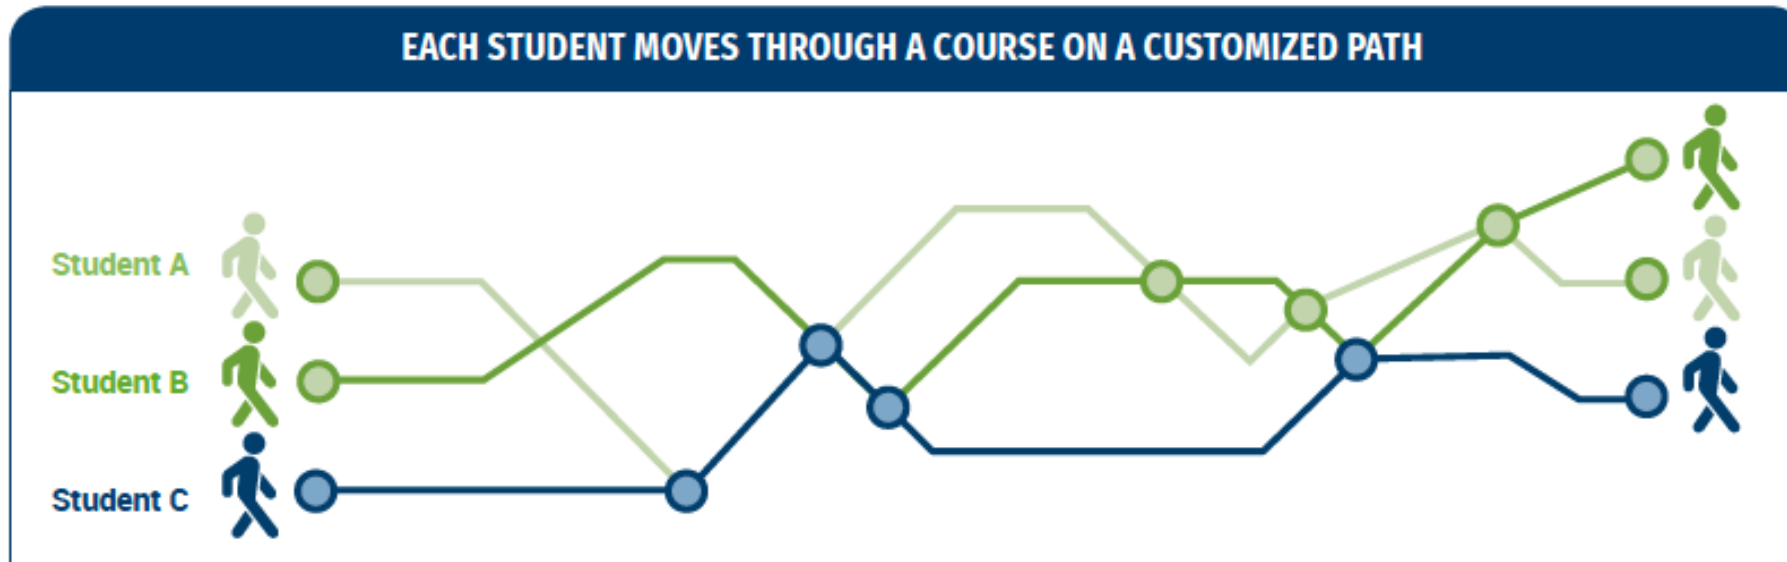 EACH STUDENT MOVES THROUGH A COURSE ON A CUSTOMIZED PATH
Student A
Student B
Student C